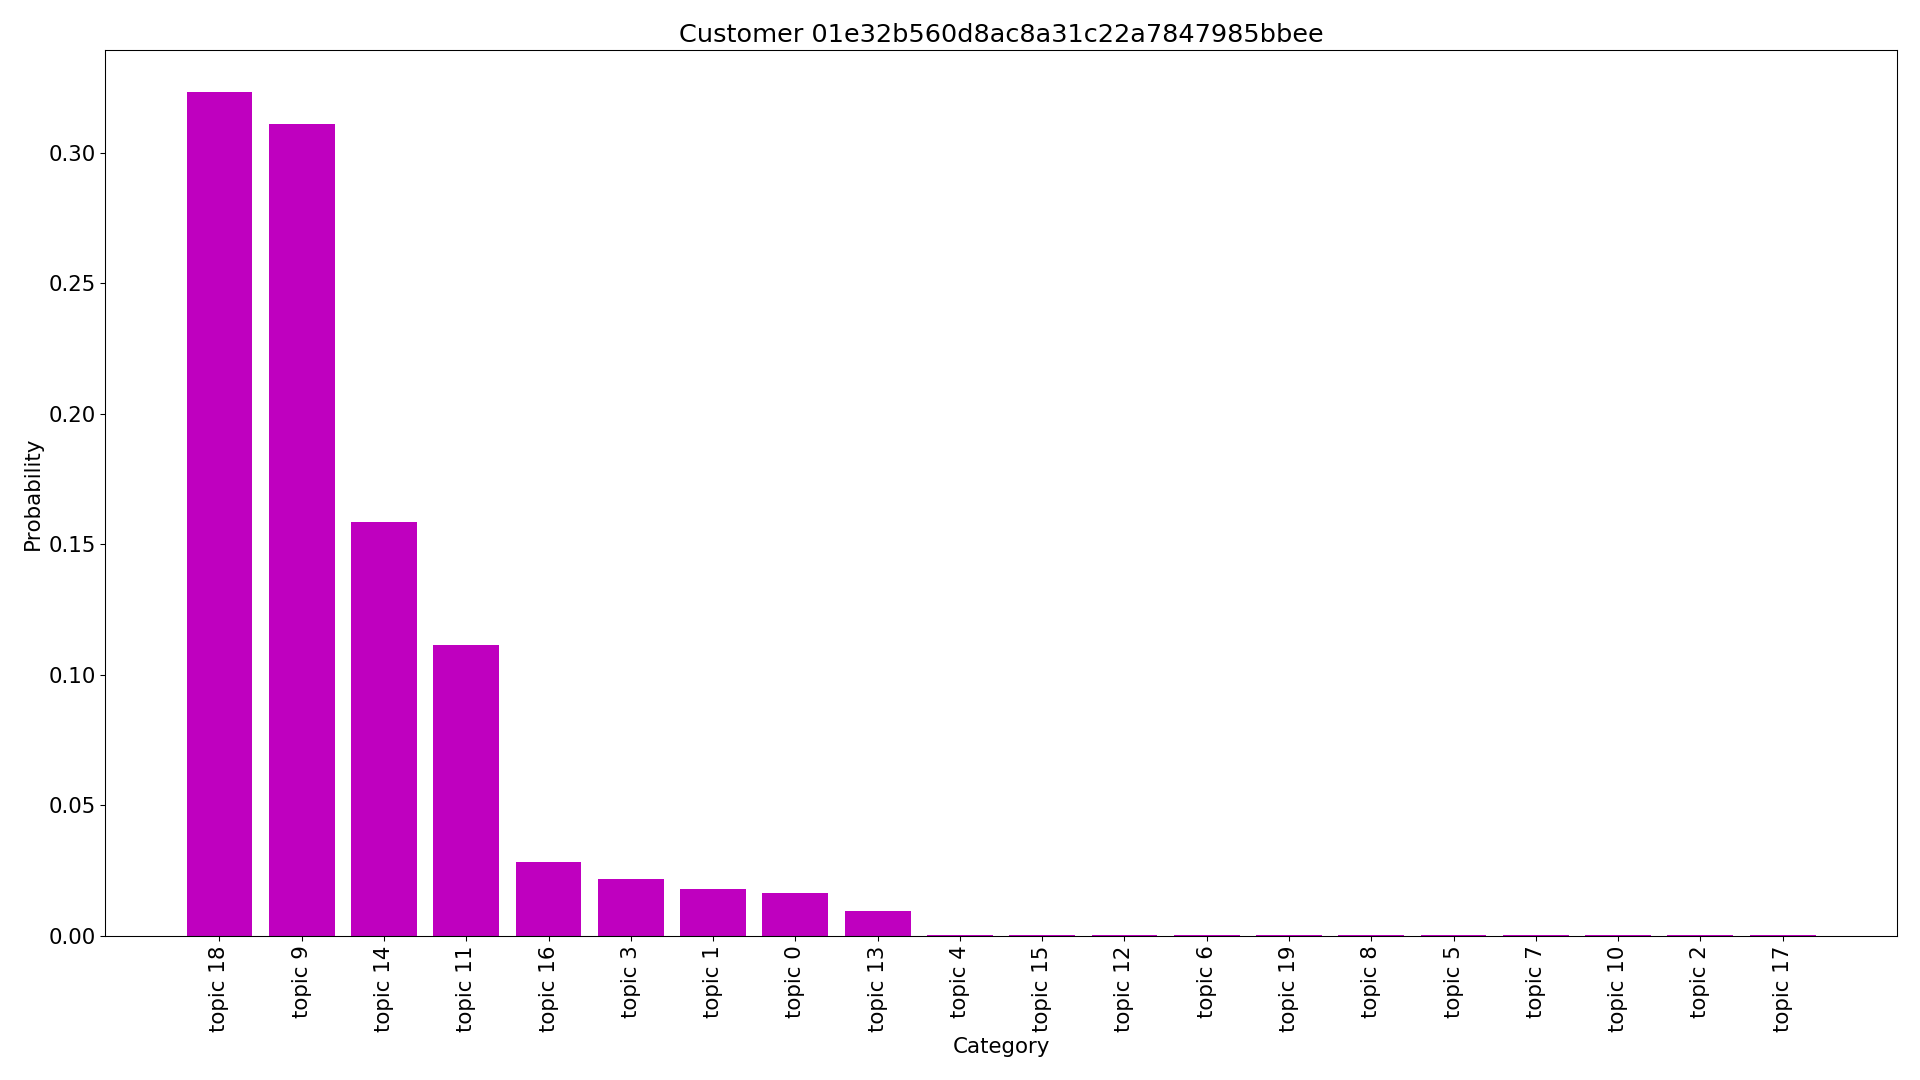 Customer 01e32b560d8ac8a31c22a7847985bbee
Probability
0.30
0.25
0.20
0.15
0.10
0.05
0.00
topic 18
topic 9
topic 14
topic 11
topic 16
topic 3
topic 1
topic 0
topic 13
topic 4
topic 15
topic 12
topic 6
topic 19
topic 8
topic 5
topic 7
topic 10
topic 2
topic 17
Category